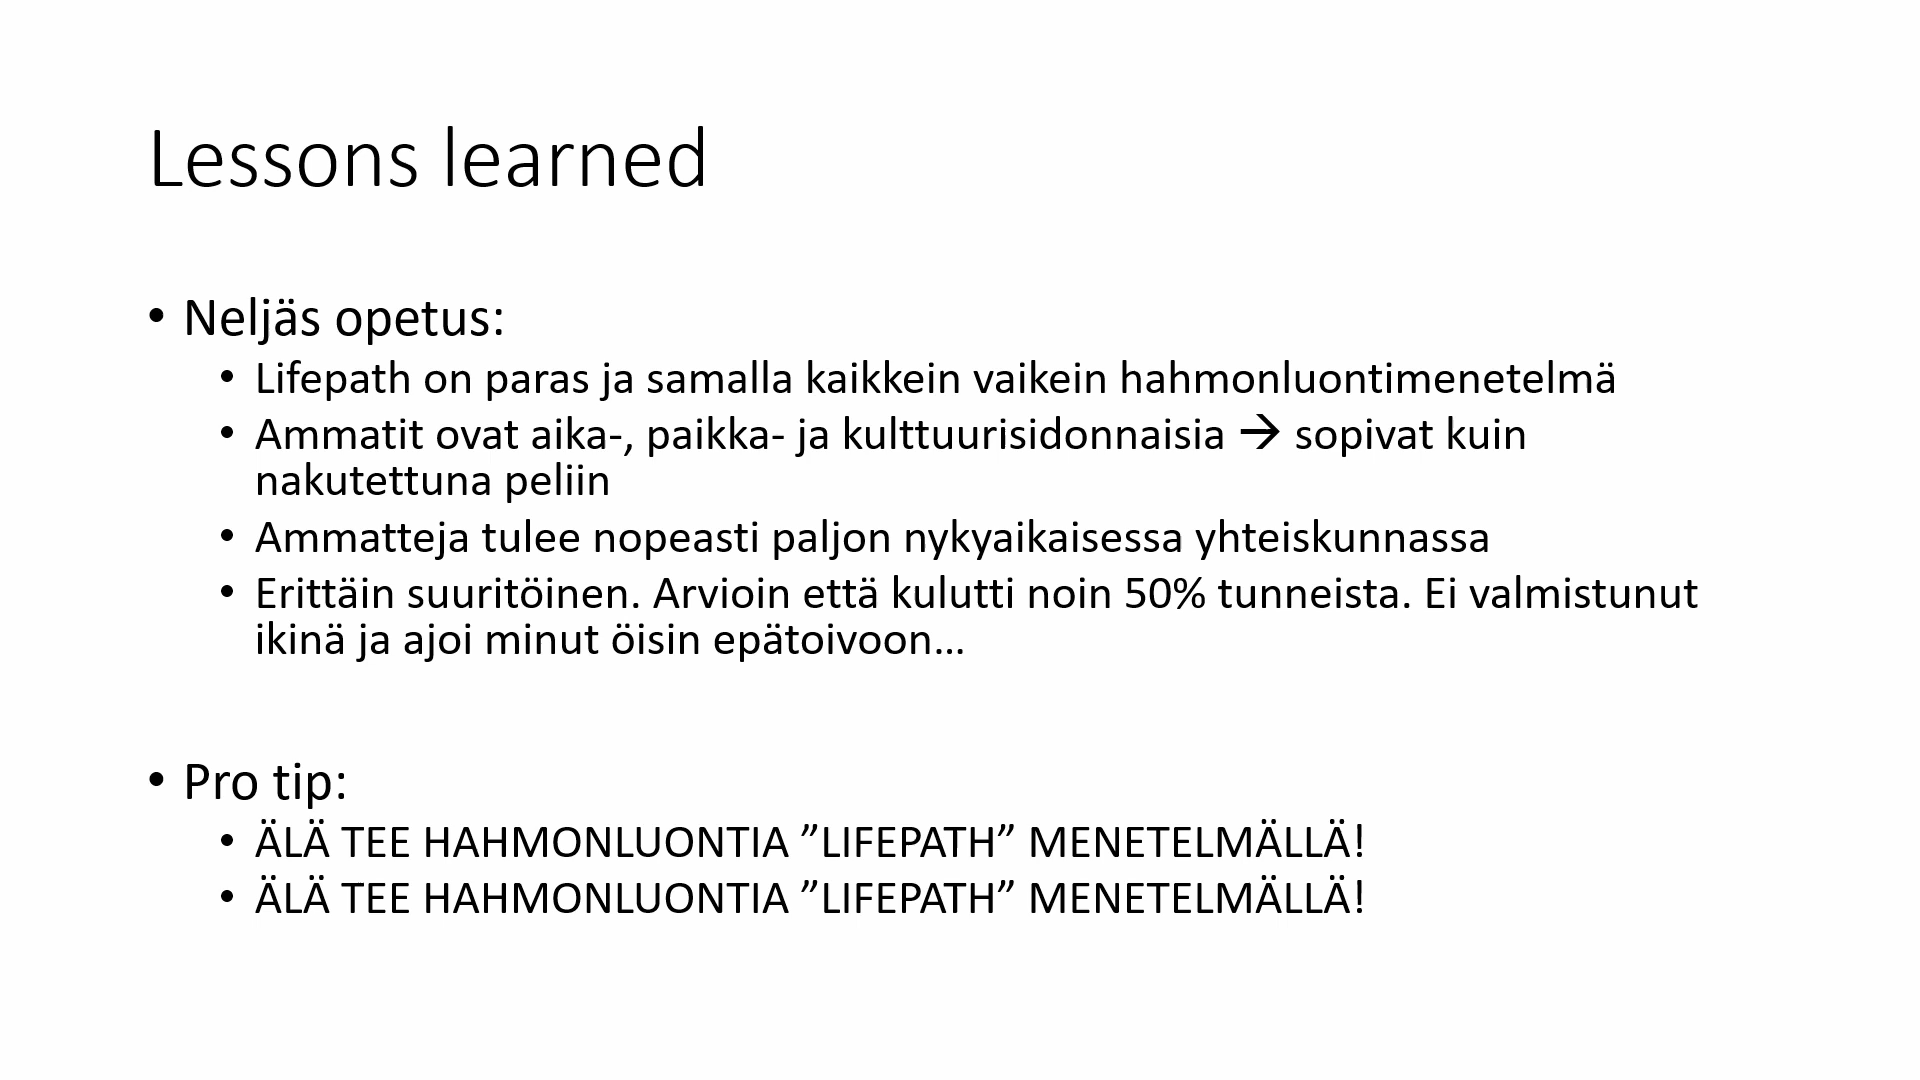 Lessons learned
• Neljäs opetus:
• Lifepath on paras ja samalla kaikkein vaikein hahmonluontimenetelmä
• Ammatit ovat aika-, paikka- ja kulttuurisidonnaisia → sopivat kuin
nakutettuna peliin
• Ammatteja tulee nopeasti paljon nykyaikaisessa yhteiskunnassa
• Erittäin suuritöinen. Arvioin että kulutti noin 50% tunneista. Ei valmistunut
ikinä ja ajoi minut öisin epätoivoon…
• Pro tip:
• ÄLÄ TEE HAHMONLUONTIA ”LIFEPATH” MENETELMÄLLÄ!
• ÄLÄ TEE HAHMONLUONTIA ”LIFEPATH” MENETELMÄLLÄ!